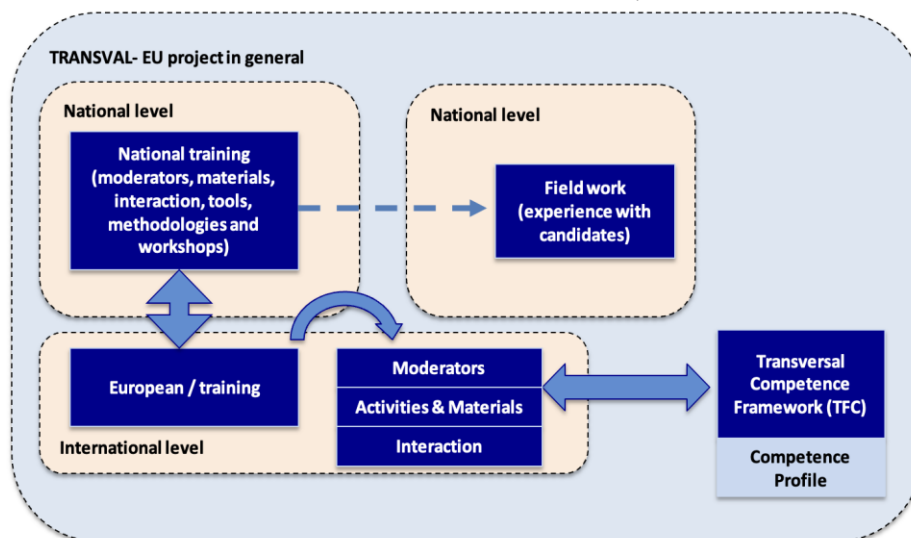 TRANSVAL- EU project in general
National level
National training
(moderators, materials,
interaction, tools,
methodologies and
workshops)
National level
Field work
(experience with
candidates)
European / training
International level
Moderators
Activities & Materials
Interaction
Transversal
Competence
Framework (TFC)
Competence
Profile